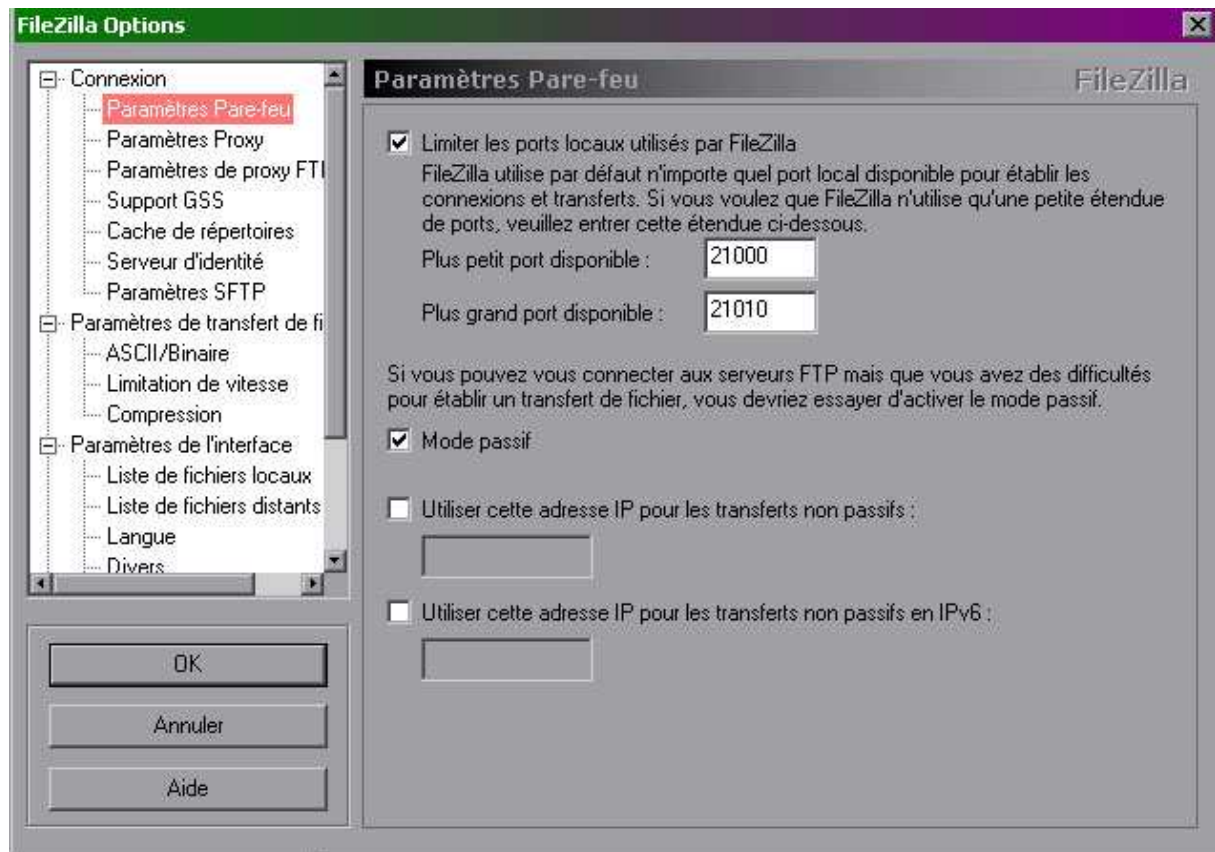 FileZilla Options
Connexion
Paramètres Pare-feu
Paramètres Proxy
Paramètres de proxy FTI
Support GSS
Cache de répertoires
Serveur d'identité
Paramètres SFTP
Paramètres de transfert de fi
ASCII/Binaire
Limitation de vitesse
Compression
Paramètres de l'interface
Liste de fichiers locaux
Liste de fichiers distants
Langue
Divers
OK
Annuler
Aide
Paramètres Pare-feu
FileZilla
Limiter les ports locaux utilisés par FileZilla
FileZilla utilise par défaut n'importe quel port local disponible pour établir les
connexions et transferts. Si vous voulez que FileZilla n'utilise qu'une petite étendue
de ports, veuillez entrer cette étendue ci-dessous.
Plus petit port disponible : 21000
Plus grand port disponible : 21010
Si vous pouvez vous connecter aux serveurs FTP mais que vous avez des difficultés
pour établir un transfert de fichier, vous devriez essayer d'activer le mode passif.
Mode passif
Utiliser cette adresse IP pour les transferts non passifs :
Utiliser cette adresse IP pour les transferts non passifs en IPv6 :